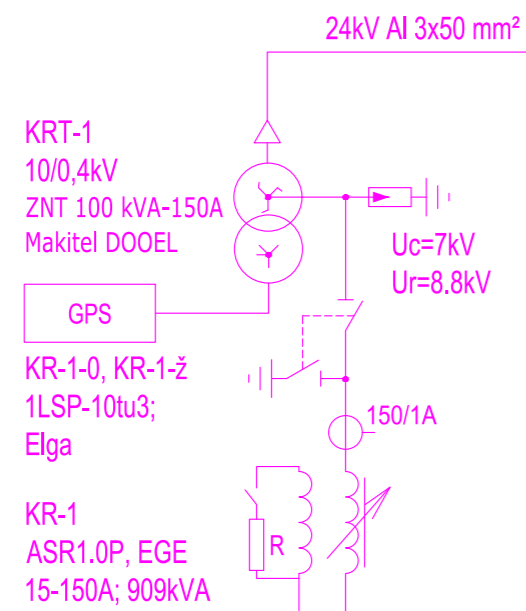 24kV Al 3x50 mm²
KRT-1
10/0,4kV
ZNT 100 kVA-150A
Makitel DOOEL
Uc=7kV
Ur=8.8kV
GPS
KR-1-0, KR-1-ž
1LSP-10tu3;
Elga
150/1A
KR-1
ASR1.0P, EGE
15-150A; 909kVA
R